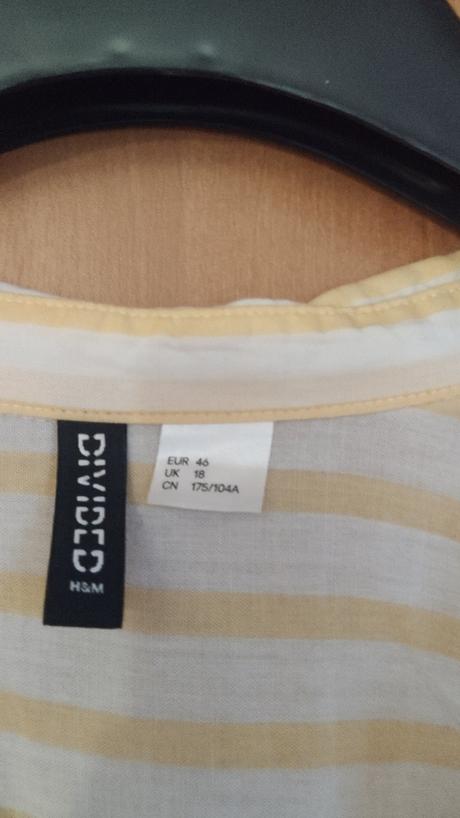 DIVIDED
H&M
EUR 46
UK 18
CN 175/104A